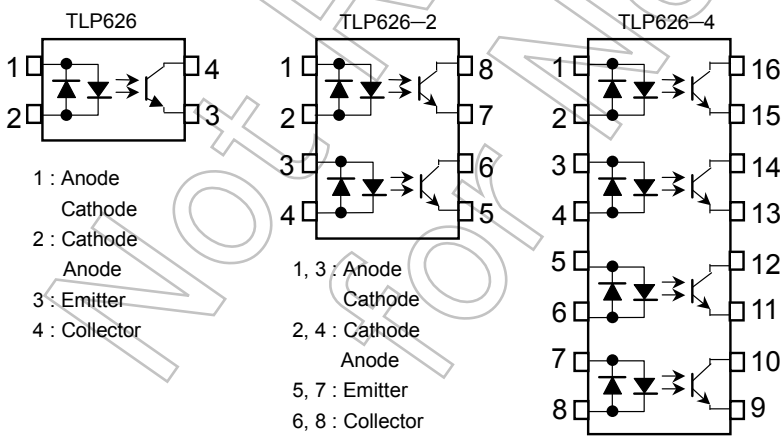 TLP626
1
2
4
3
1 : Anode
Cathode
2 : Cathode
Anode
3 : Emitter
4 : Collector
TLP626−2
1
2
3
4
8
7
6
5
1, 3 : Anode
Cathode
2, 4 : Cathode
Anode
5, 7 : Emitter
6, 8 : Collector
TLP626−4
1
2
3
4
5
6
7
8
16
15
14
13
12
11
10
9